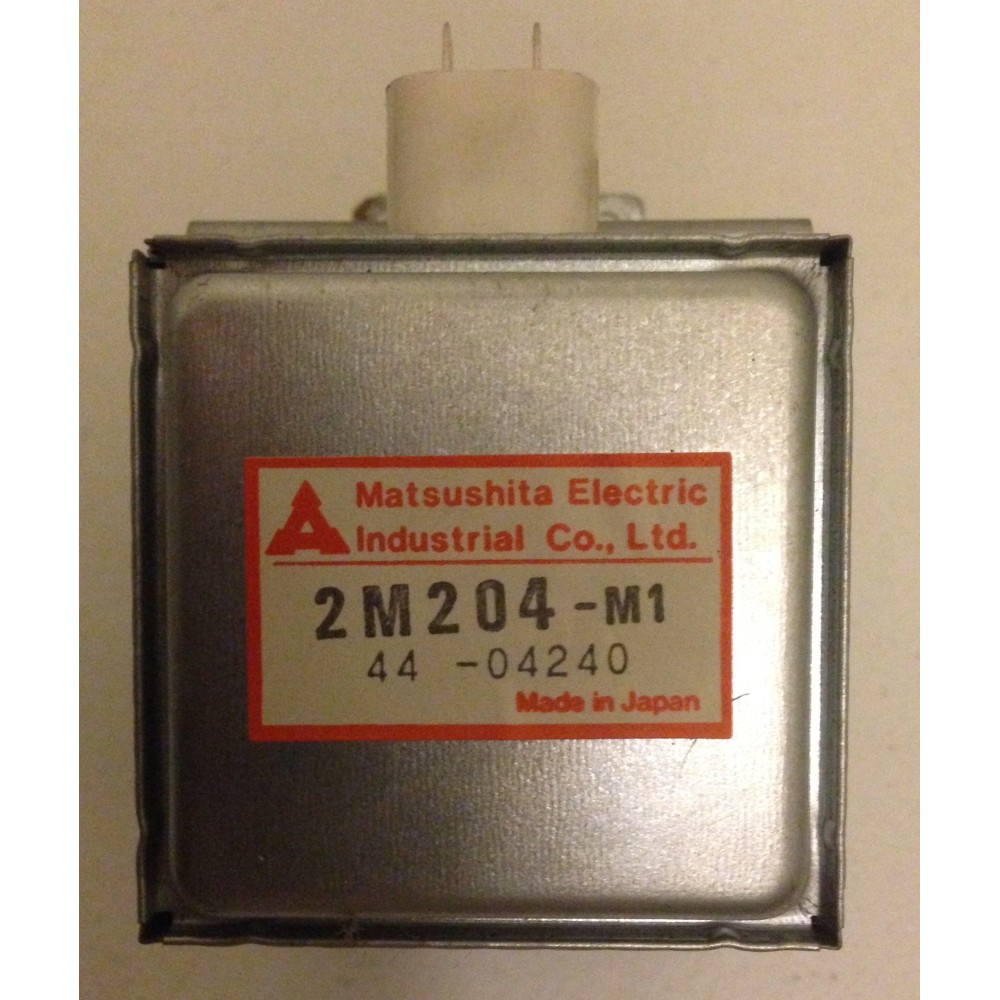 Matsushita Electric
Industrial Co., Ltd.
2M204-M1
44 -04240
Made in Japan